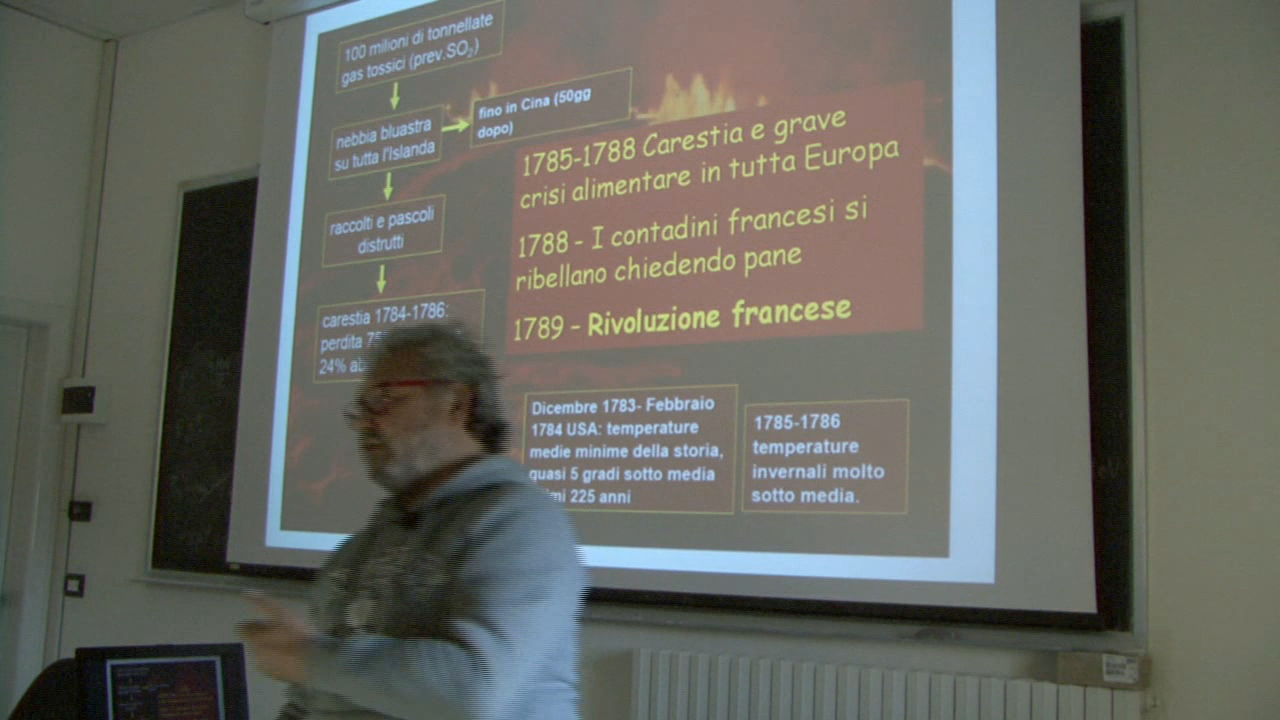 100 milioni di tonnellate
gas tossici (prev.SO₂)
nebbia bluastra
su tutta l'Islanda
fino in Cina (50gg
dopo)
raccolti e pascoli
distrutti
carestia 1784-1786:
perdita
24%
1785-1788 Carestia e grave
crisi alimentare in tutta Europa
1788 - I contadini francesi si
ribellano chiedendo pane
1789 - Rivoluzione francese
Dicembre 1783- Febbraio
1784 USA: temperature
medie minime della storia,
quasi 5 gradi sotto media
225 anni
1785-1786
temperature
invernali molto
sotto media.